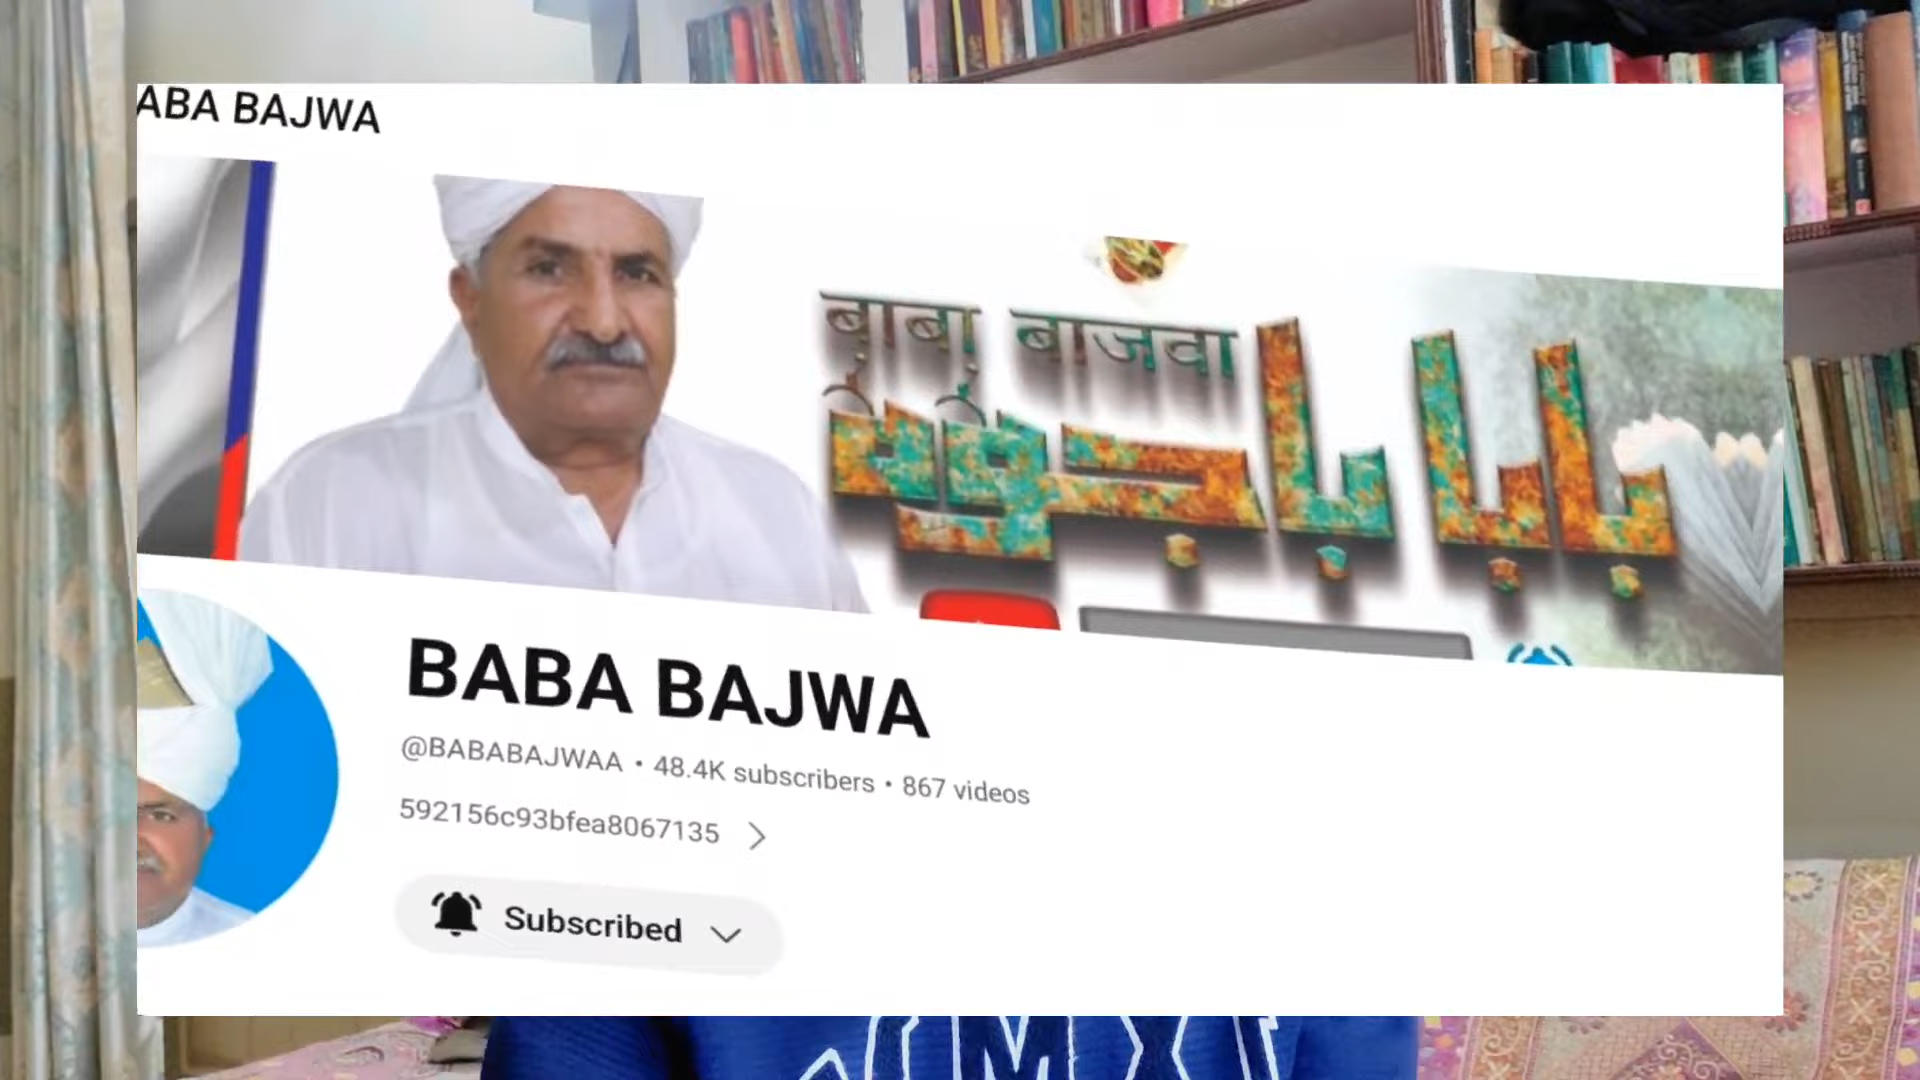 ABA BAJWA
बाबा बाजवा
بابا باجوہ
BABA BAJWA
@BABABAJWAA • 48.4K subscribers • 867 videos
592156c93bfea8067135
Subscribed